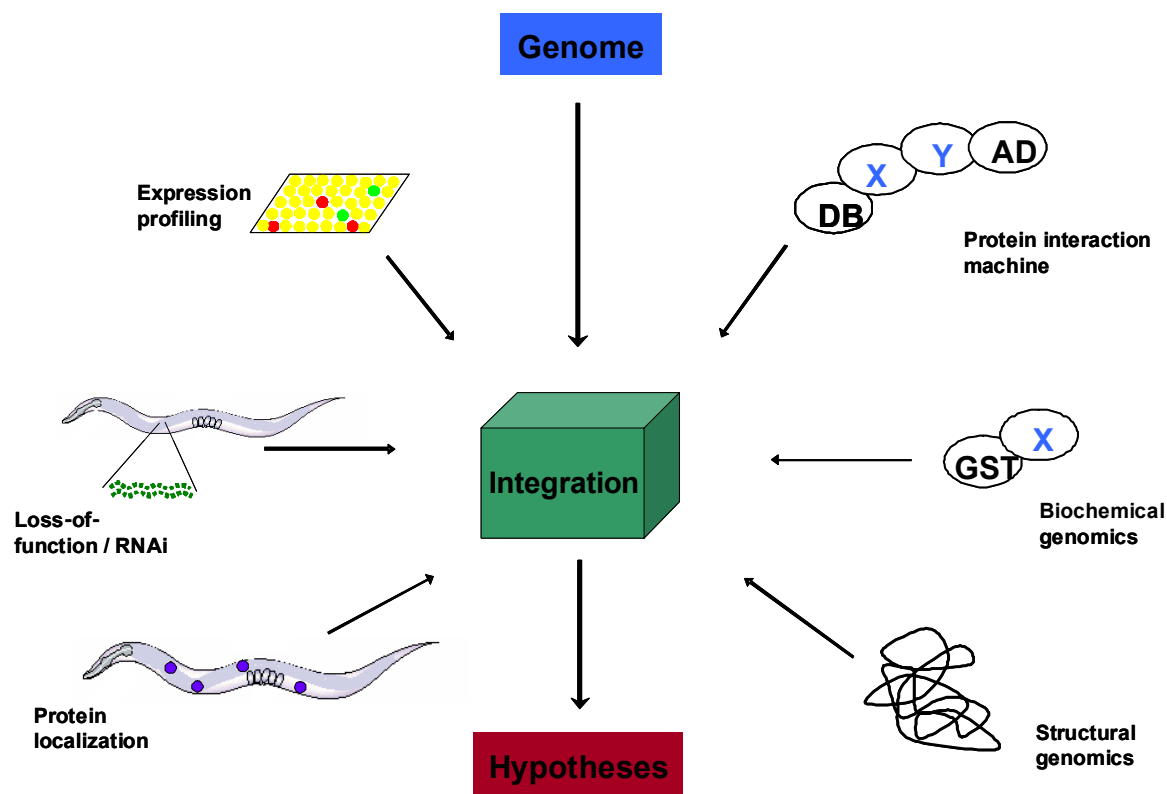 Genome
Expression
profiling
DB
X
Y
AD
Protein interaction
machine
Loss-of-
function / RNAi
Integration
GST
X
Biochemical
genomics
Protein
localization
Hypotheses
Structural
genomics